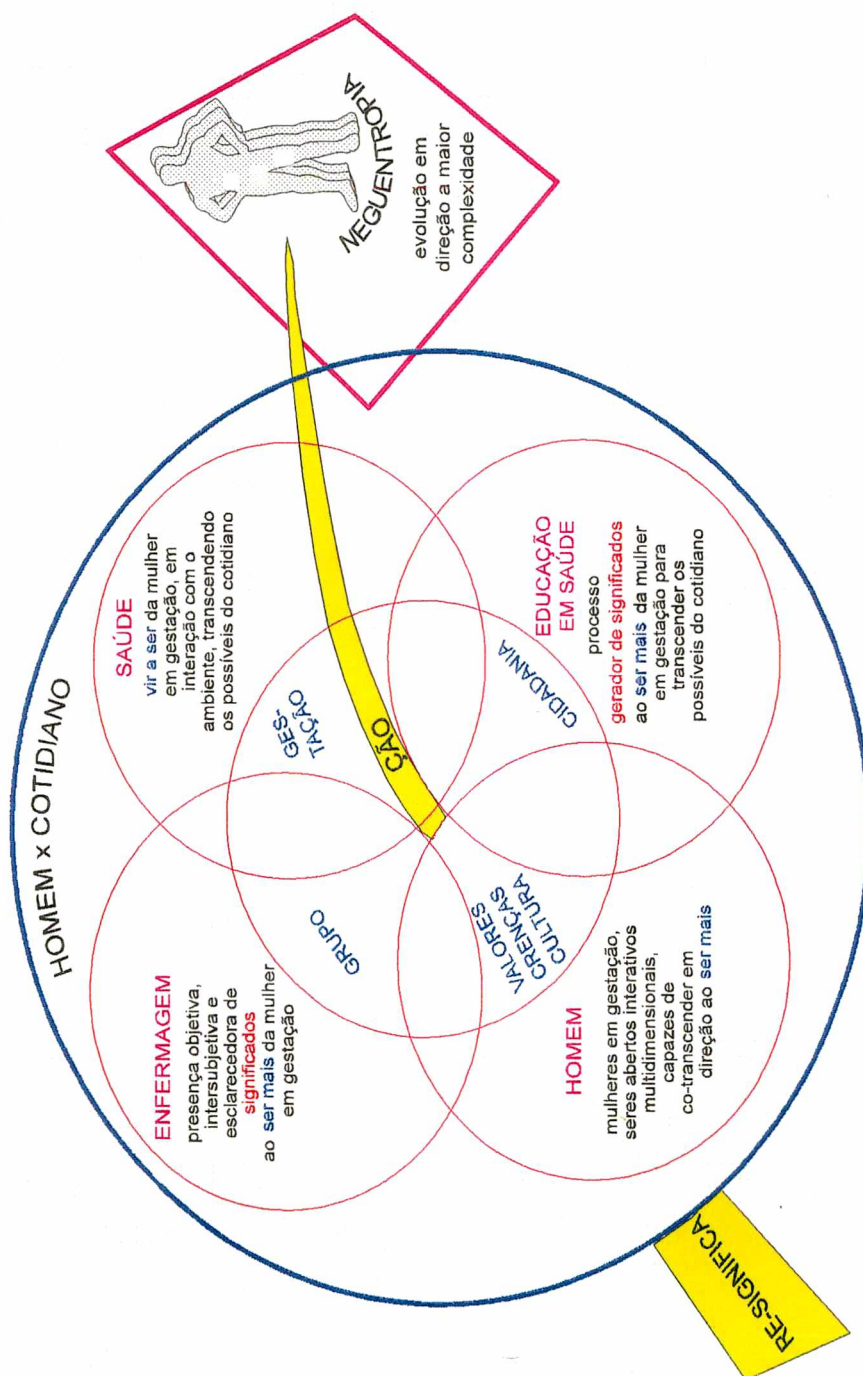 HOMEM x COTIDIANO
ENFERMAGEM
presença objetiva,
intersubjetiva e
esclarecedora de
significados
ao ser mais da mulher
em gestação
SAÚDE
vir a ser da mulher
em gestação, em
interação com o
ambiente, transcendendo
os possíveis do cotidiano
GRUPO
GES-
TAÇÃO
VALORES
CRENÇAS
CULTURA
CIDADANIA
HOMEM
mulheres em gestação,
seres abertos interativos
multidimensionais,
capazes de
co-transcender em
direção ao ser mais
EDUCAÇÃO
EM SAÚDE
processo
gerador de significados
ao ser mais da mulher
em gestação para
transcender os
possíveis do cotidiano
RE-SIGNIFICA
ÇÃO
NEGUENTROPIA
evolução em
direção a maior
complexidade